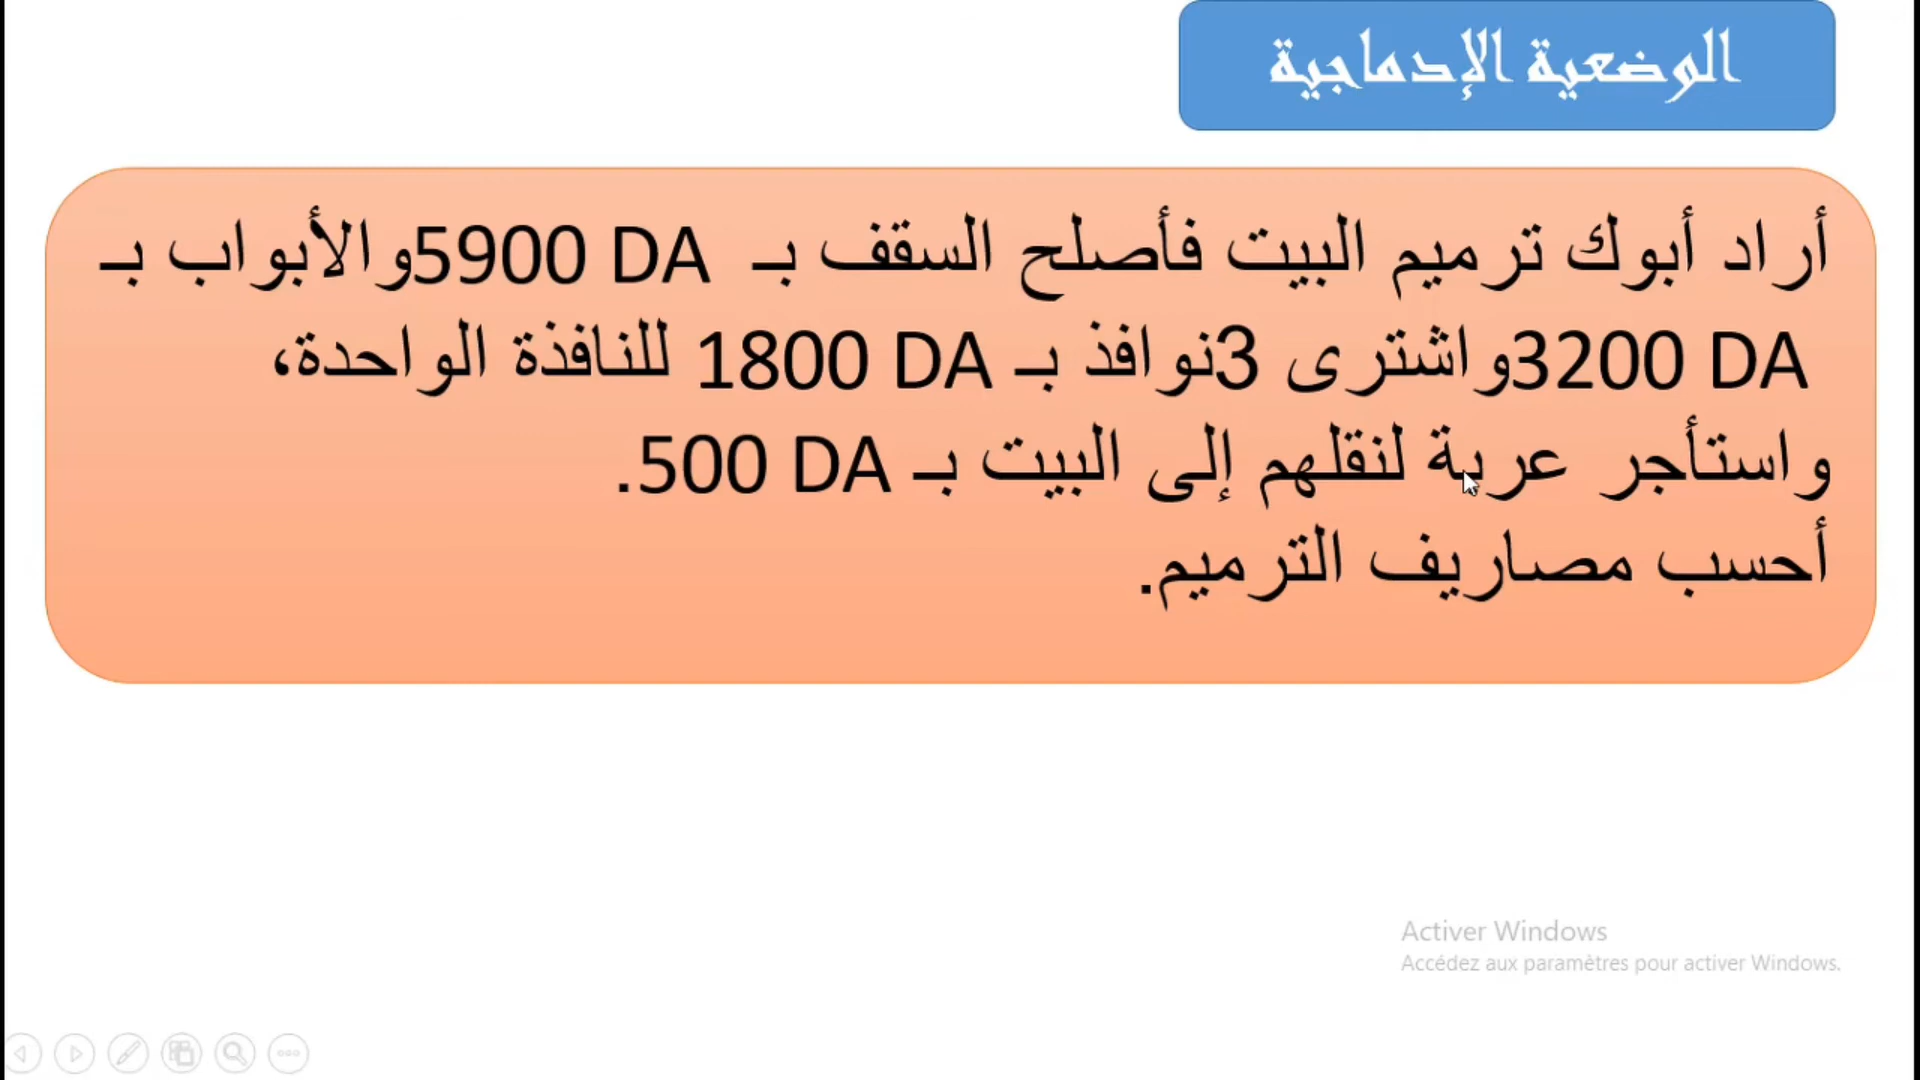 الوضعية الإدماجية
أراد أبوك ترميم البيت فأصلح السقف بـ 5900 DA والأبواب بـ
3200 DA واشترى 3نوافذ بـ 1800 DA للنافذة الواحدة،
واستأجر عربة لنقلهم إلى البيت بـ 500 DA.
أحسب مصاريف الترميم.
Activer Windows
Accédez aux paramètres pour activer Windows.